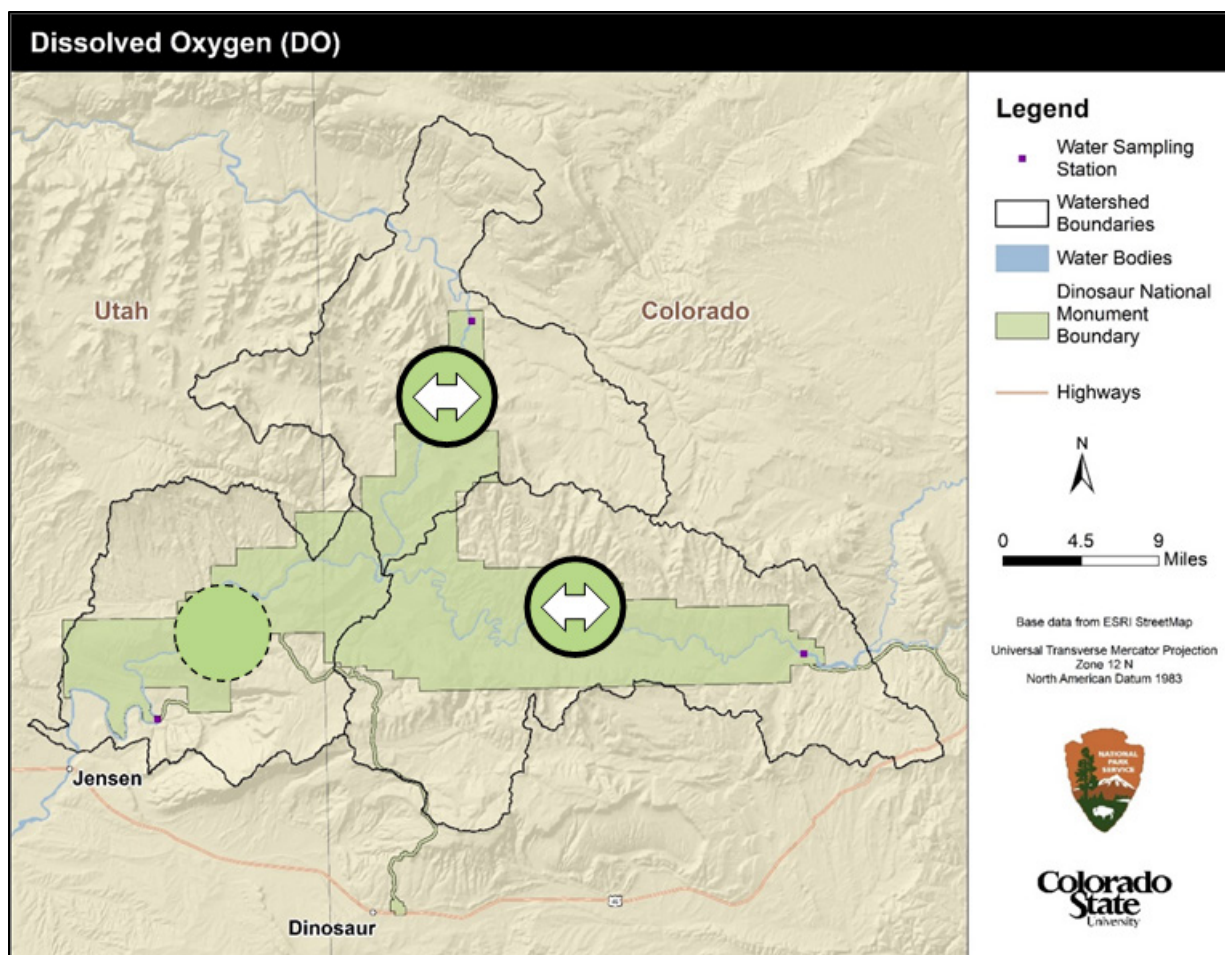 Dissolved Oxygen (DO)
Utah
Colorado
Jensen
Dinosaur
Legend
Water Sampling
Station
Watershed
Boundaries
Water Bodies
Dinosaur National
Monument
Boundary
Highways
N
0 4.5 9
Miles
Base data from ESRI StreetMap
Universal Transverse Mercator Projection
Zone 12 N
North American Datum 1983
NATIONAL
PARK
SERVICE
Colorado
State
University